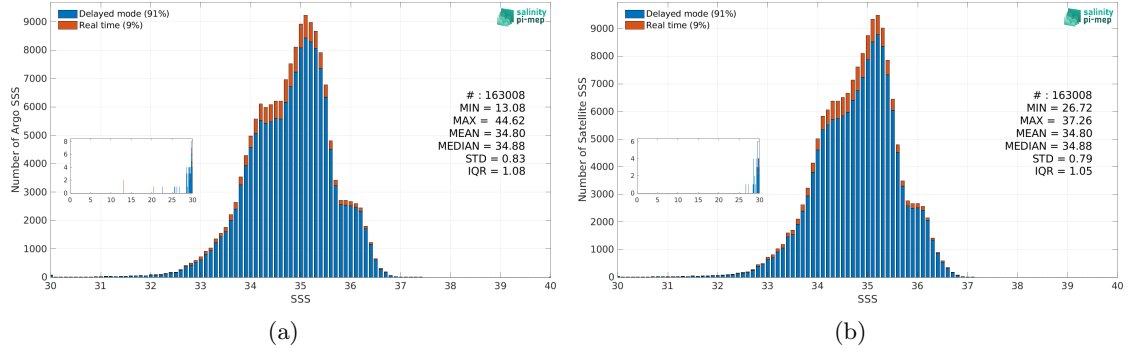 Delayed mode (91%)
Real time (9%)
salinity
pi-mep
9000
8000
7000
6000
5000
4000
3000
2000
1000
0
Number of Argo SSS
# : 163008
MIN = 13.08
MAX = 44.62
MEAN = 34.80
MEDIAN = 34.88
STD = 0.83
IQR = 1.08
8
6
4
2
0
0 5 10 15 20 25 30
30 31 32 33 34 35 36 37 38 39 40
SSS
(a)
Delayed mode (91%)
Real time (9%)
salinity
pi-mep
9000
8000
7000
6000
5000
4000
3000
2000
1000
0
Number of Satellite SSS
# : 163008
MIN = 26.72
MAX = 37.26
MEAN = 34.80
MEDIAN = 34.88
STD = 0.79
IQR = 1.05
8
6
4
2
0
0 5 10 15 20 25 30
30 31 32 33 34 35 36 37 38 39 40
SSS
(b)